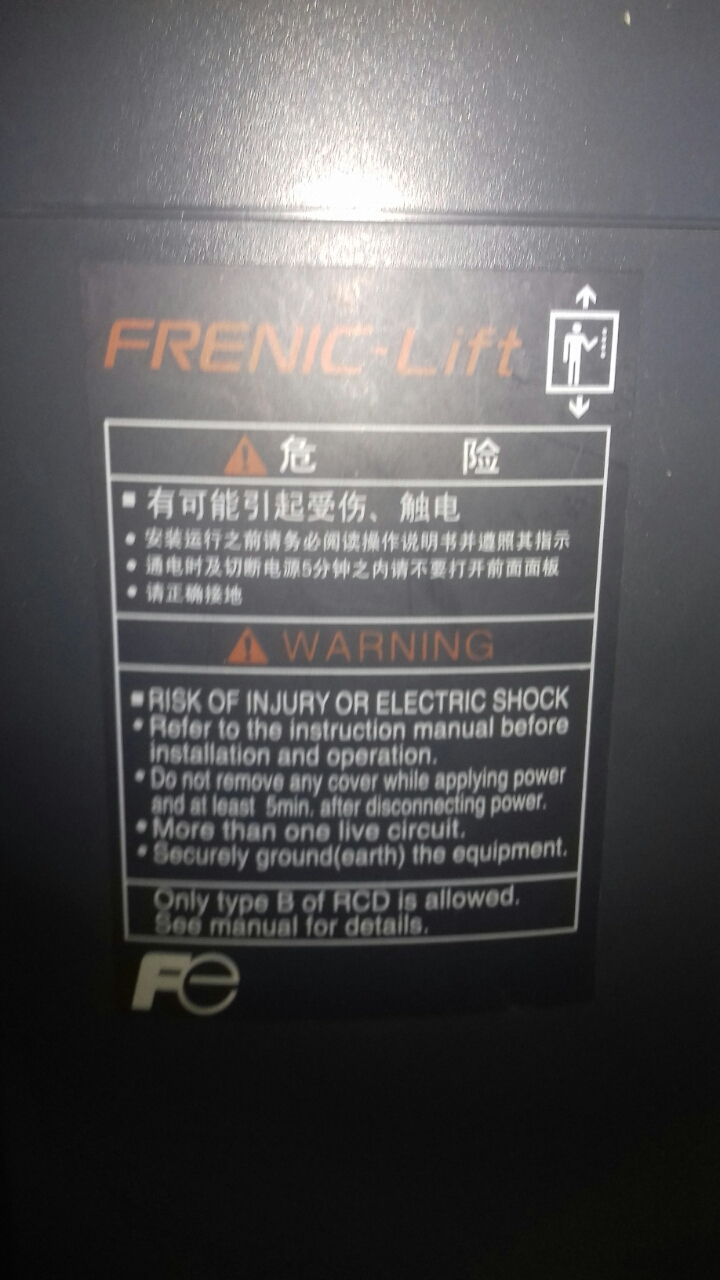 FRENIC-Lift
危 险
■ 有可能引起受伤、触电
• 安装运行之前请务必阅读操作说明书并遵照其指示
• 通电时及切断电源5分钟之内请不要打开前面面板
• 请正确接地
WARNING
■ RISK OF INJURY OR ELECTRIC SHOCK
• Refer to the instruction manual before
installation and operation.
• Do not remove any cover while applying power
and at least 5min. after disconnecting power.
• More than one live circuit.
• Securely ground(earth) the equipment.
Only type B of RCD is allowed.
See manual for details.
Fe